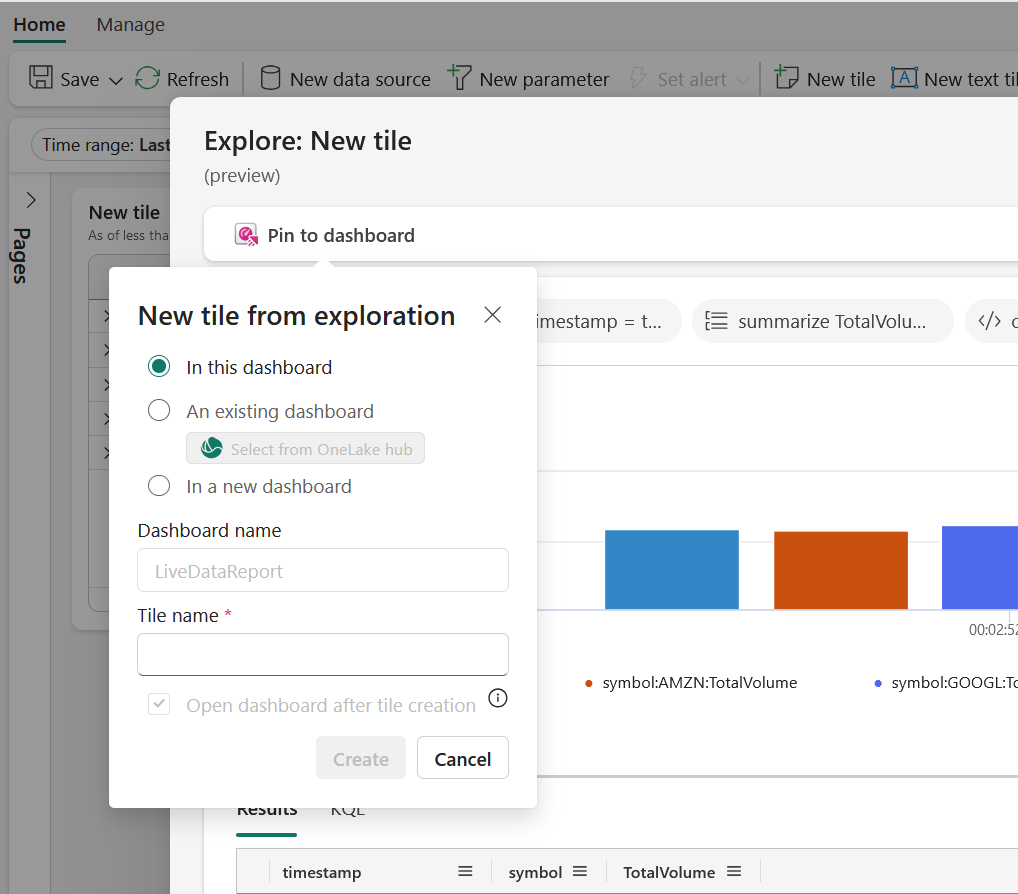 Home Manage
Save Refresh New data source New parameter Set alert New tile New text til
Time range: Last
Pages
New tile
As of less tha
Explore: New tile
(preview)
Pin to dashboard
imestamp = t... summarize TotalVolu...
New tile from exploration
In this dashboard
An existing dashboard
Select from OneLake hub
In a new dashboard
Dashboard name
LiveDataReport
Tile name *
Open dashboard after tile creation
Create Cancel
00:02:52
symbol:AMZN:TotalVolume symbol:GOOGL:To
Results KQL
timestamp symbol TotalVolume